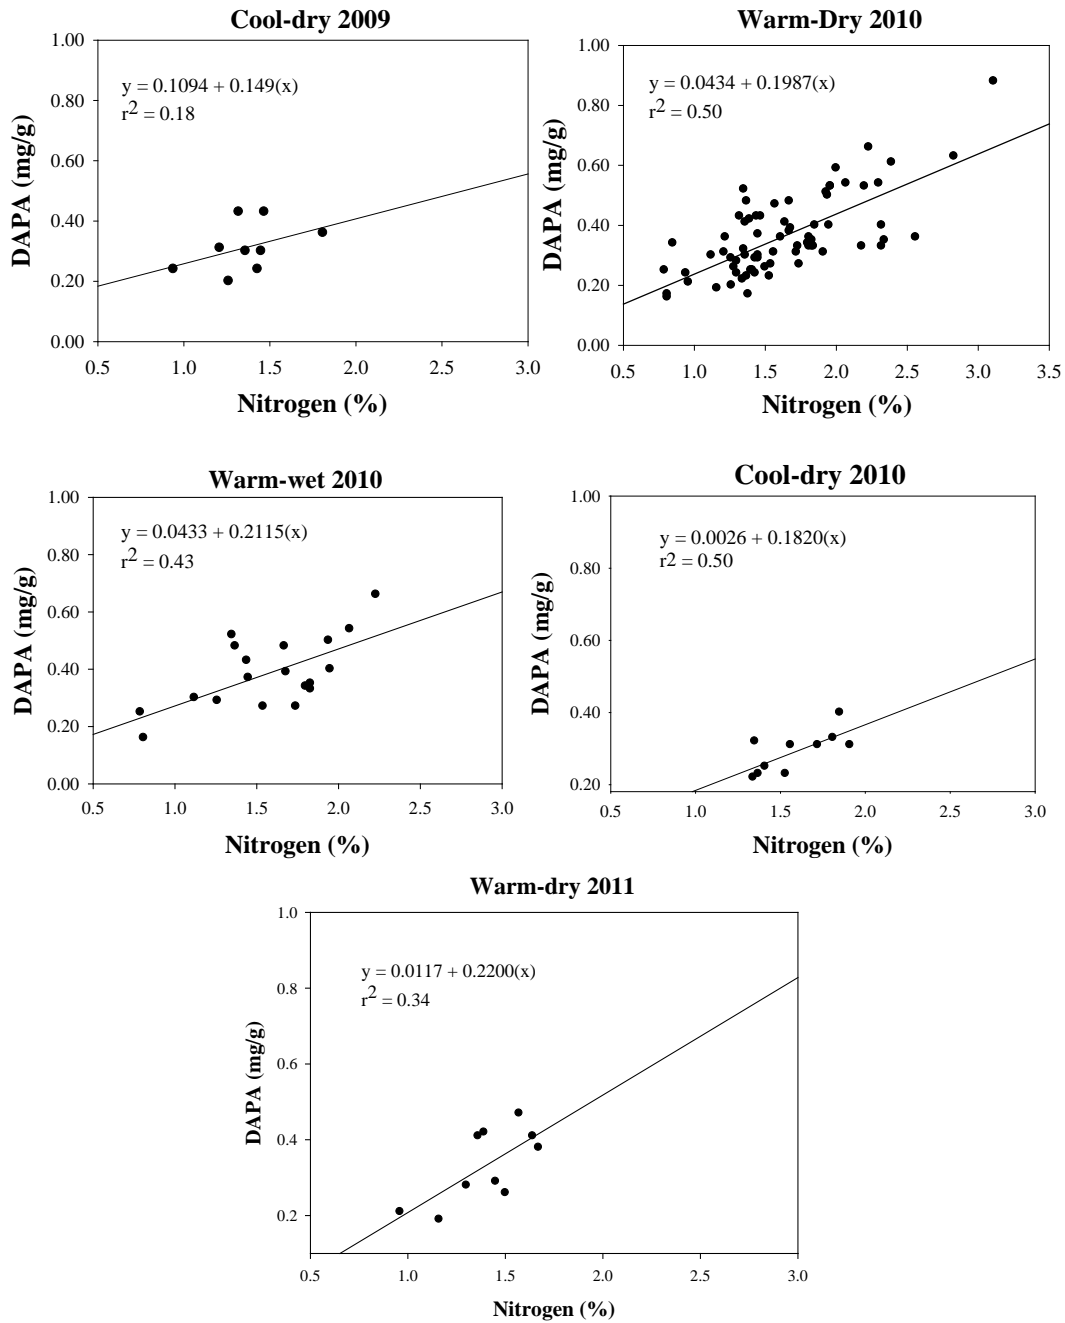 Cool-dry 2009
1.00
0.80
0.60
0.40
0.20
0.00
DAPA (mg/g)
y = 0.1094 + 0.149(x)
r2 = 0.18
0.5 1.0 1.5 2.0 2.5 3.0
Nitrogen (%)
Warm-Dry 2010
1.00
0.80
0.60
0.40
0.20
0.00
DAPA (mg/g)
y = 0.0434 + 0.1987(x)
r2 = 0.50
0.5 1.0 1.5 2.0 2.5 3.0 3.5
Nitrogen (%)
Warm-wet 2010
1.00
0.80
0.60
0.40
0.20
0.00
DAPA (mg/g)
y = 0.0433 + 0.2115(x)
r2 = 0.43
0.5 1.0 1.5 2.0 2.5 3.0
Nitrogen (%)
Cool-dry 2010
1.00
0.80
0.60
0.40
0.20
DAPA (mg/g)
y = 0.0026 + 0.1820(x)
r2 = 0.50
0.5 1.0 1.5 2.0 2.5 3.0
Nitrogen (%)
Warm-dry 2011
1.0
0.8
0.6
0.4
0.2
DAPA (mg/g)
y = 0.0117 + 0.2200(x)
r2 = 0.34
0.5 1.0 1.5 2.0 2.5 3.0
Nitrogen (%)